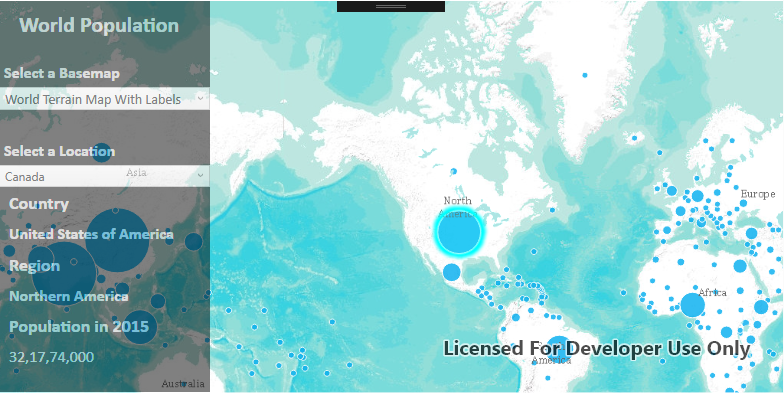 World Population
Select a Basemap
World Terrain Map With Labels
Select a Location
Asia
Canada
Country
United States of America
Region
Northern America
Population in 2015
32,17,74,000
Australia
North
America
Europe
Africa
Licensed For Developer Use Only
America